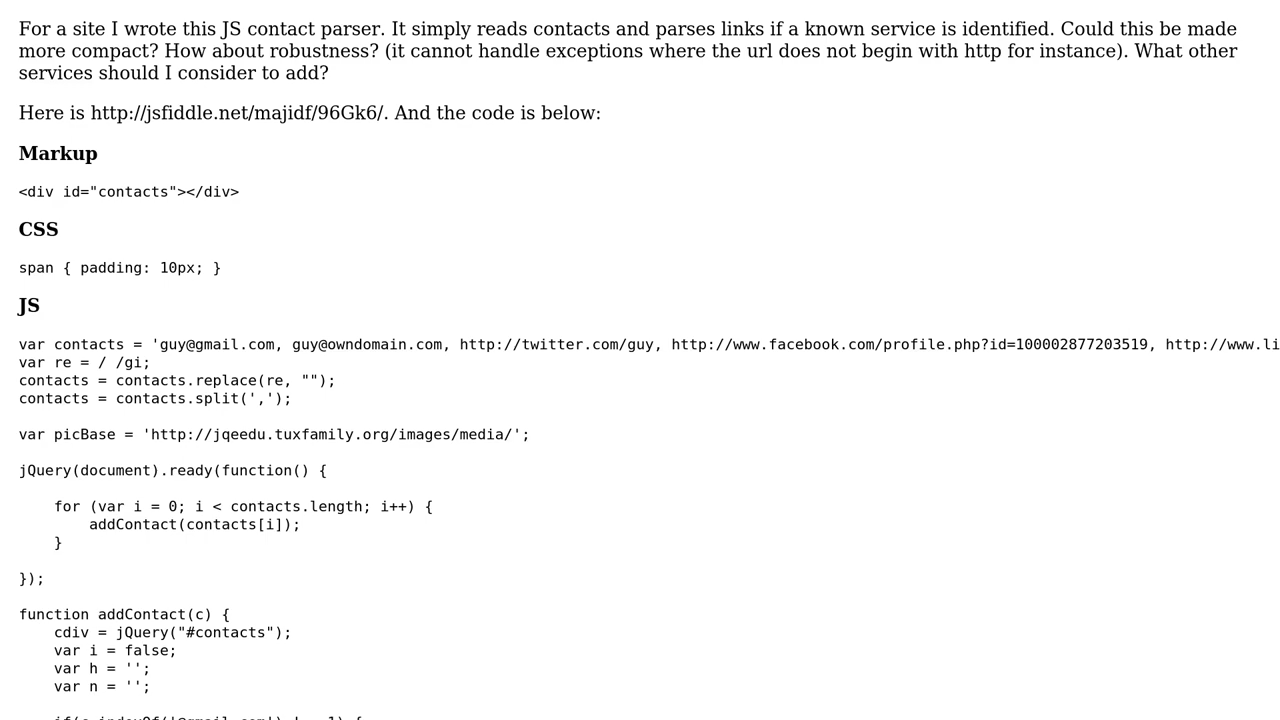 For a site I wrote this JS contact parser. It simply reads contacts and parses links if a known service is identified. Could this be made
more compact? How about robustness? (it cannot handle exceptions where the url does not begin with http for instance). What other
services should I consider to add?
Here is http://jsfiddle.net/majidf/96Gk6/. And the code is below:
Markup
<div id="contacts"></div>
CSS
span { padding: 10px; }
JS
var contacts = 'guy@gmail.com, guy@owndomain.com, http://twitter.com/guy, http://www.facebook.com/profile.php?id=100002877203519, http://www.li
var re = / /gi;
contacts = contacts.replace(re, "");
contacts = contacts.split(',');
var picBase = 'http://jqeedu.tuxfamily.org/images/media/';
jQuery(document).ready(function() {
    for (var i = 0; i < contacts.length; i++) {
        addContact(contacts[i]);
    }
});
function addContact(c) {
    cdiv = jQuery("#contacts");
    var i = false;
    var h = '';
    var n = '';